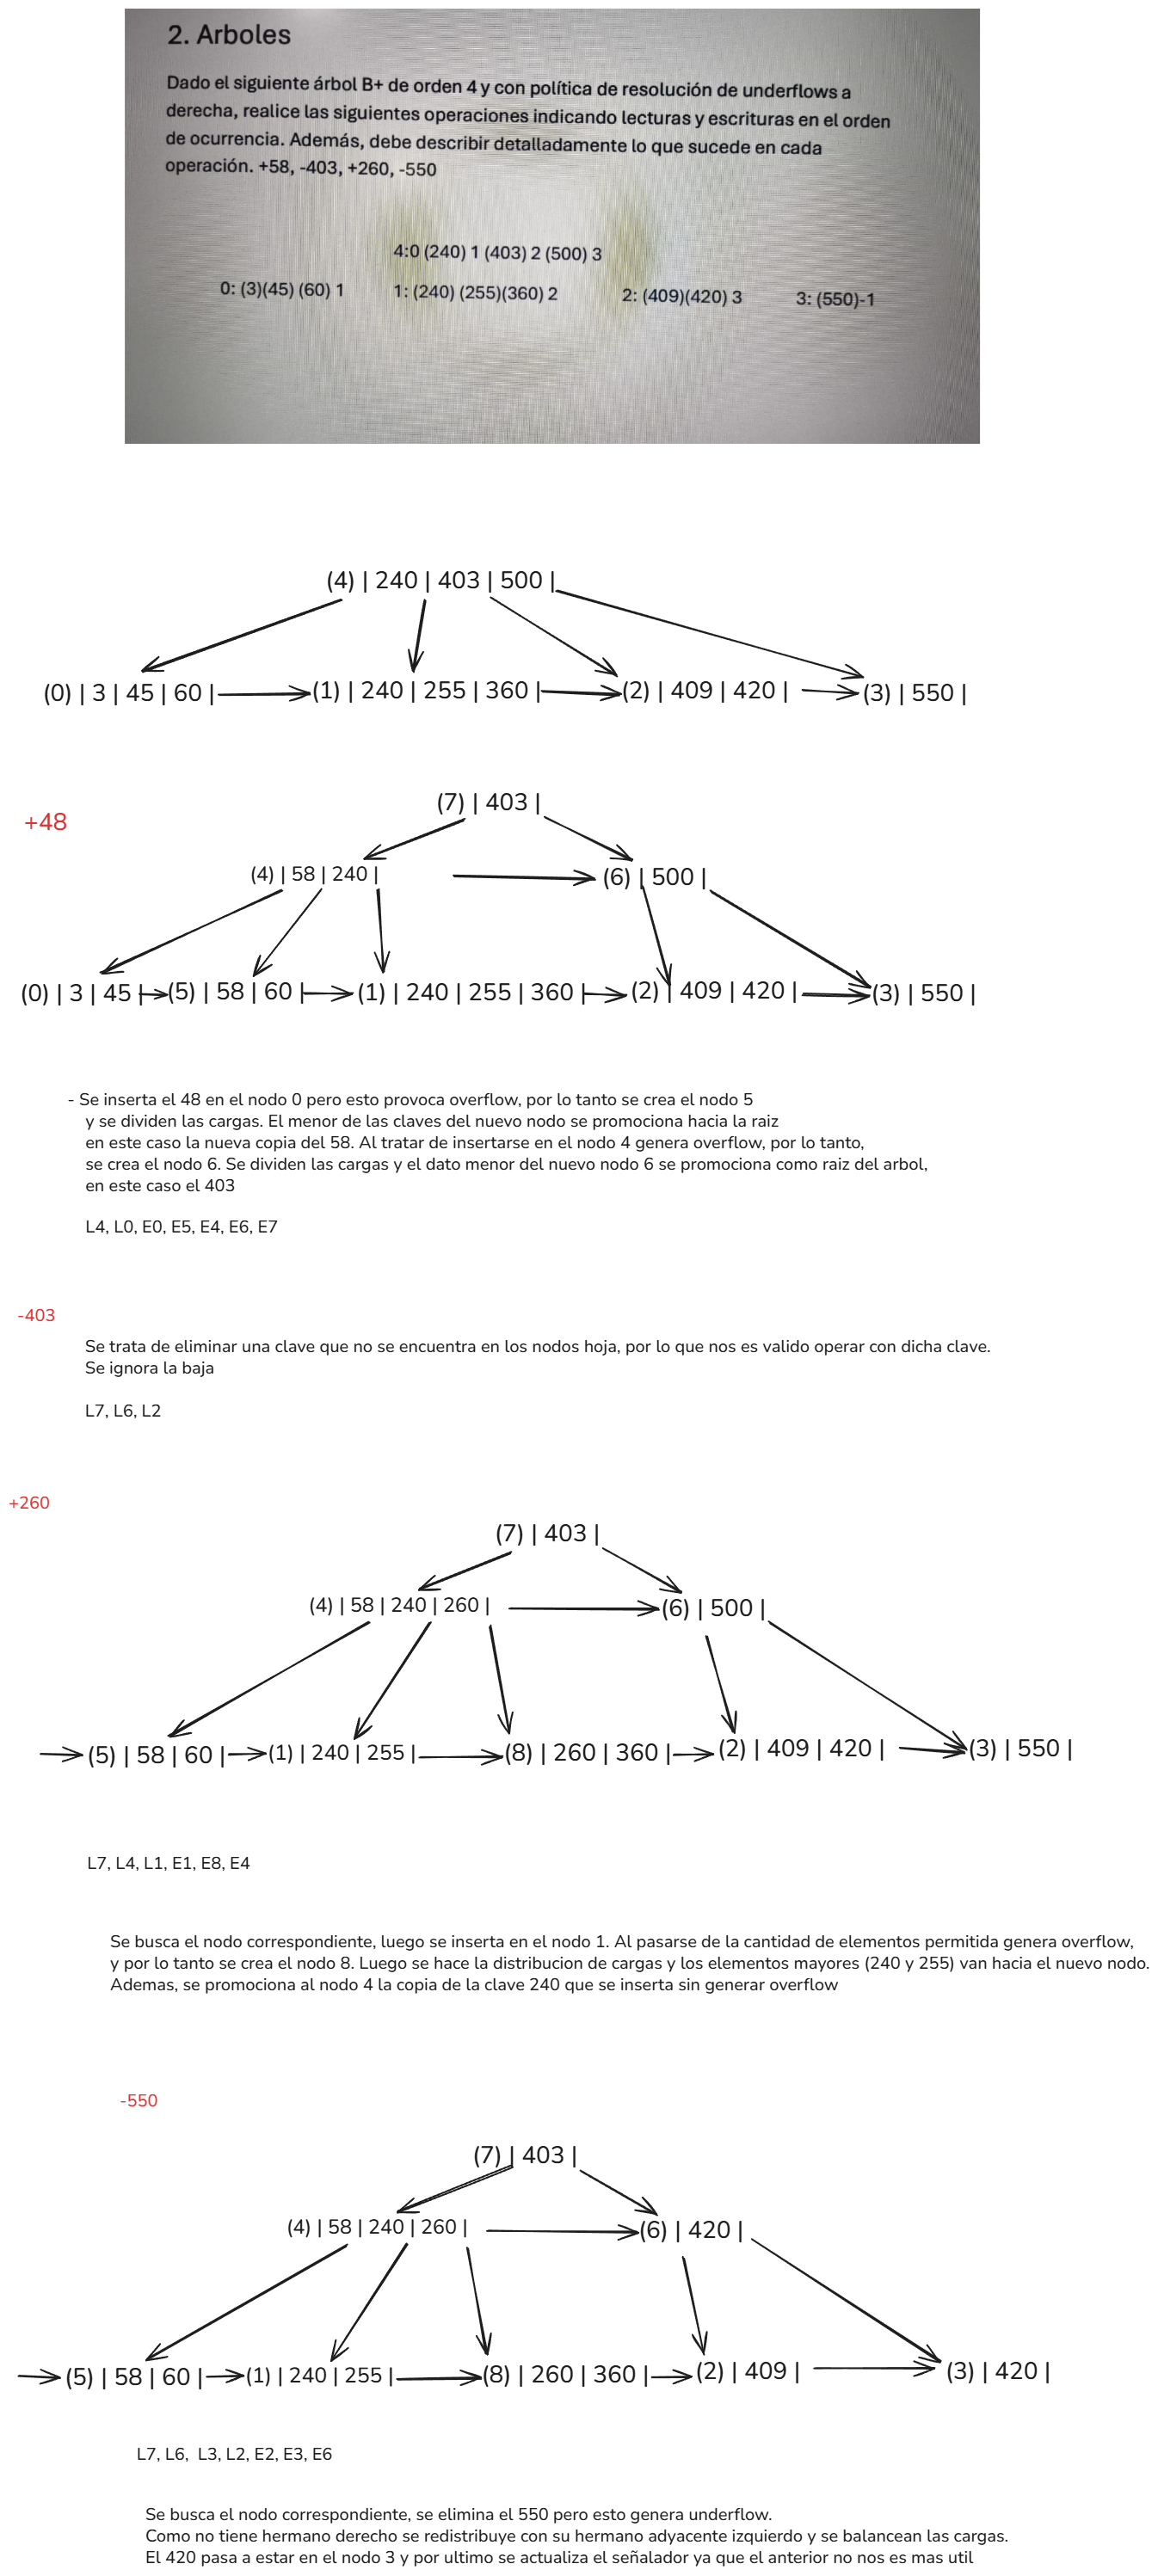 2. Arboles
Dado el siguiente árbol B+ de orden 4 y con política de resolución de underflows a
derecha, realice las siguientes operaciones indicando lecturas y escrituras en el orden
de ocurrencia. Además, debe describir detalladamente lo que sucede en cada
operación. +58, -403, +260, -550
4:0 (240) 1 (403) 2 (500) 3
0: (3)(45) (60) 1 1: (240) (255)(360) 2 2: (409)(420) 3 3: (550)-1
(4) | 240 | 403 | 500 |
(0) | 3 | 45 | 60 | (1) | 240 | 255 | 360 | (2) | 409 | 420 | (3) | 550 |
+48
(7) | 403 |
(4) | 58 | 240 | (6) | 500 |
(0) | 3 | 45 | (5) | 58 | 60 | (1) | 240 | 255 | 360 | (2) | 409 | 420 | (3) | 550 |
- Se inserta el 48 en el nodo 0 pero esto provoca overflow, por lo tanto se crea el nodo 5
y se dividen las cargas. El menor de las claves del nuevo nodo se promociona hacia la raiz
en este caso la nueva copia del 58. Al tratar de insertarse en el nodo 4 genera overflow, por lo tanto,
se crea el nodo 6. Se dividen las cargas y el dato menor del nuevo nodo 6 se promociona como raiz del arbol,
en este caso el 403
L4, L0, E0, E5, E4, E6, E7
-403
Se trata de eliminar una clave que no se encuentra en los nodos hoja, por lo que nos es valido operar con dicha clave.
Se ignora la baja
L7, L6, L2
+260
(7) | 403 |
(4) | 58 | 240 | 260 | (6) | 500 |
(5) | 58 | 60 | (1) | 240 | 255 | (8) | 260 | 360 | (2) | 409 | 420 | (3) | 550 |
L7, L4, L1, E1, E8, E4
Se busca el nodo correspondiente, luego se inserta en el nodo 1. Al pasarse de la cantidad de elementos permitida genera overflow,
y por lo tanto se crea el nodo 8. Luego se hace la distribucion de cargas y los elementos mayores (240 y 255) van hacia el nuevo nodo.
Ademas, se promociona al nodo 4 la copia de la clave 240 que se inserta sin generar overflow
-550
(7) | 403 |
(4) | 58 | 240 | 260 | (6) | 420 |
(5) | 58 | 60 | (1) | 240 | 255 | (8) | 260 | 360 | (2) | 409 | (3) | 420 |
L7, L6, L3, L2, E2, E3, E6
Se busca el nodo correspondiente, se elimina el 550 pero esto genera underflow.
Como no tiene hermano derecho se redistribuye con su hermano adyacente izquierdo y se balancean las cargas.
El 420 pasa a estar en el nodo 3 y por ultimo se actualiza el señalador ya que el anterior no nos es mas util